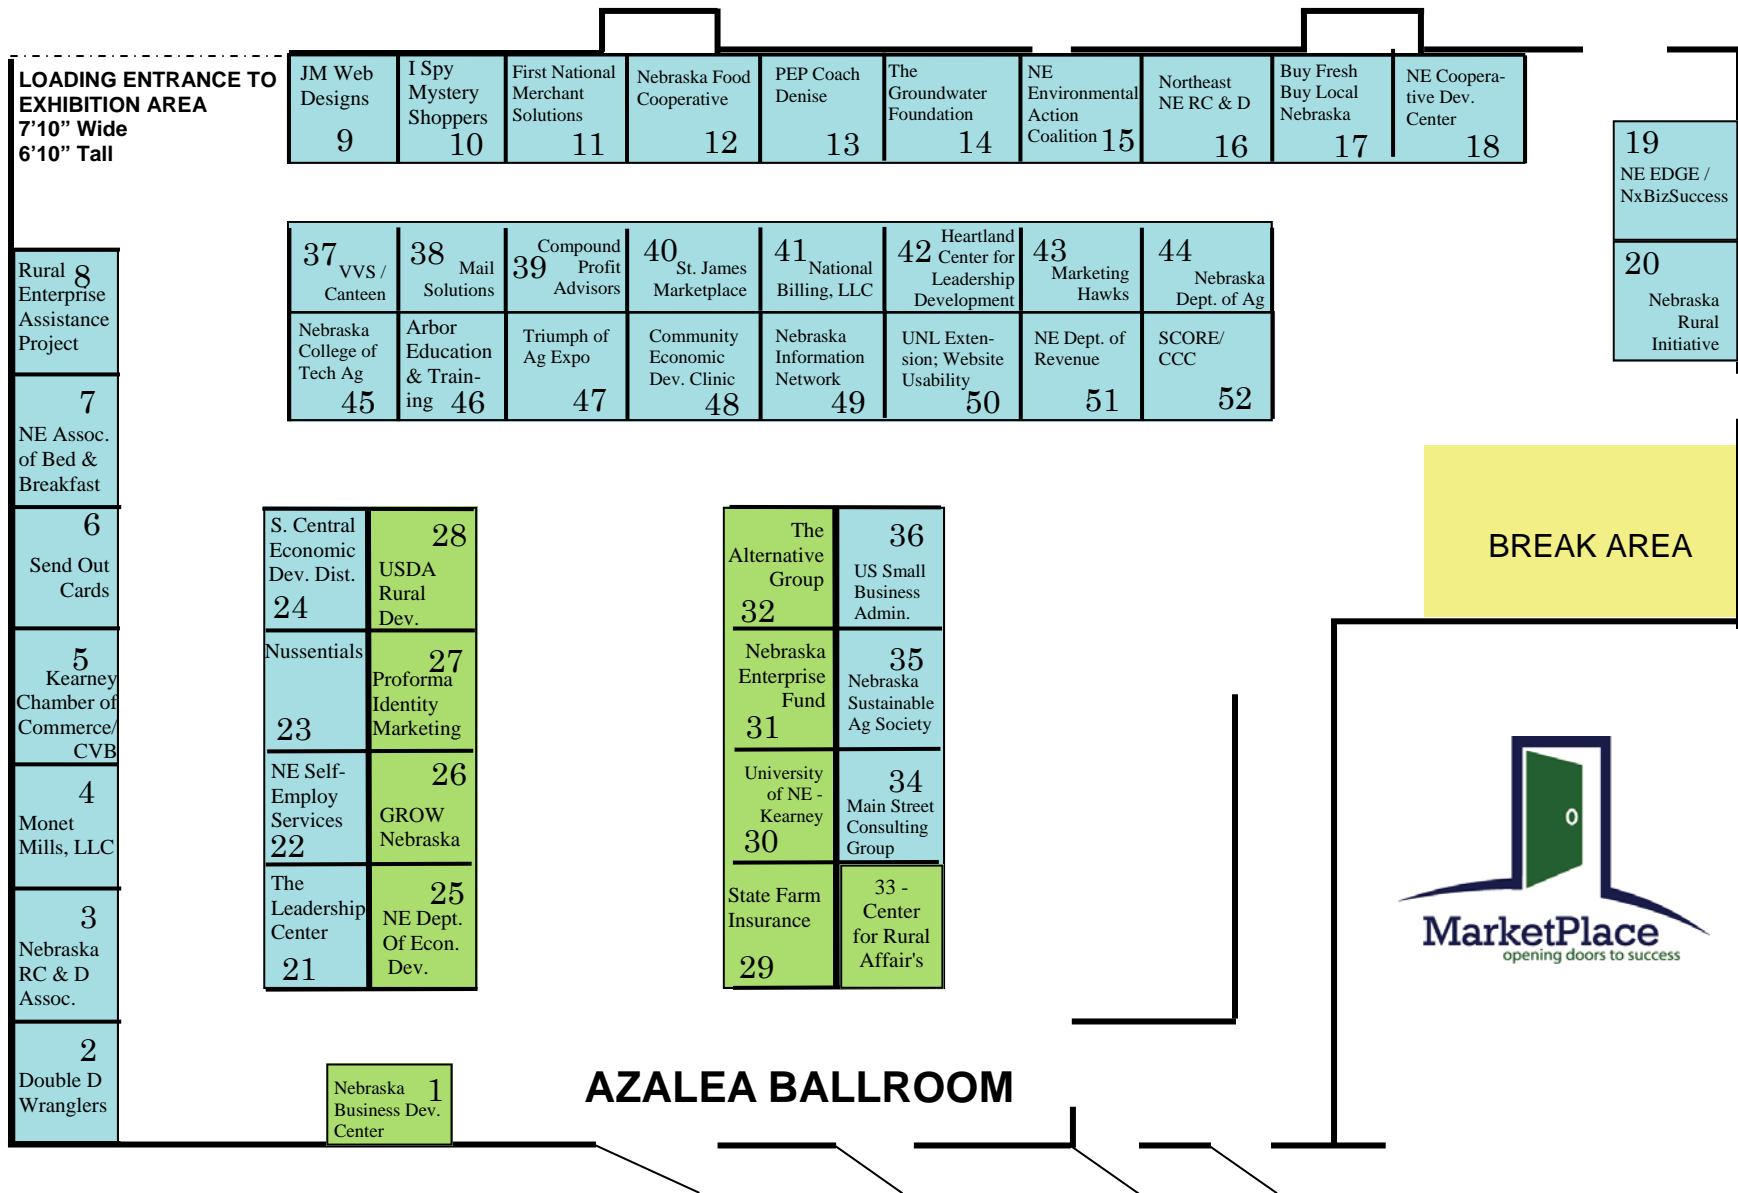 LOADING ENTRANCE TO
EXHIBITION AREA
7'10” Wide
6'10” Tall
JM Web
Designs
9
I Spy
Mystery
Shoppers
10
First National
Merchant
Solutions
11
Nebraska Food
Cooperative
12
PEP Coach
Denise
13
The
Groundwater
Foundation
14
NE
Environmental
Action
Coalition 15
Northeast
NE RC & D
16
Buy Fresh
Buy Local
Nebraska
17
NE Coopera-
tive Dev.
Center
18
19
NE EDGE /
NxBizSuccess
20
Nebraska
Rural
Initiative
37 VVS /
Canteen
38 Mail
Solutions
39 Compound
Profit
Advisors
40 St. James
Marketplace
41 National
Billing, LLC
42 Heartland
Center for
Leadership
Development
43
Marketing
Hawks
44
Nebraska
Dept. of Ag
Nebraska
College of
Tech Ag
45
Arbor
Education
& Train-
ing 46
Triumph of
Ag Expo
47
Community
Economic
Dev. Clinic
48
Nebraska
Information
Network
49
UNL Exten-
sion; Website
Usability
50
NE Dept. of
Revenue
51
SCORE/
CCC
52
Rural 8
Enterprise
Assistance
Project
7
NE Assoc.
of Bed &
Breakfast
6
Send Out
Cards
5
Kearney
Chamber of
Commerce/
CVB
4
Monet
Mills, LLC
3
Nebraska
RC & D
Assoc.
2
Double D
Wranglers
S. Central
Economic
Dev. Dist.
24
28
USDA
Rural
Dev.
Nussentials
23
27
Proforma
Identity
Marketing
NE Self-
Employ
Services
22
26
GROW
Nebraska
The
Leadership
Center
21
25
NE Dept.
Of Econ.
Dev.
The
Alternative
Group
32
36
US Small
Business
Admin.
Nebraska
Enterprise
Fund
31
35
Nebraska
Sustainable
Ag Society
University
of NE -
Kearney
30
34
Main Street
Consulting
Group
State Farm
Insurance
29
33 -
Center
for Rural
Affair's
BREAK AREA
MarketPlace
opening doors to success
Nebraska 1
Business Dev.
Center
AZALEA BALLROOM